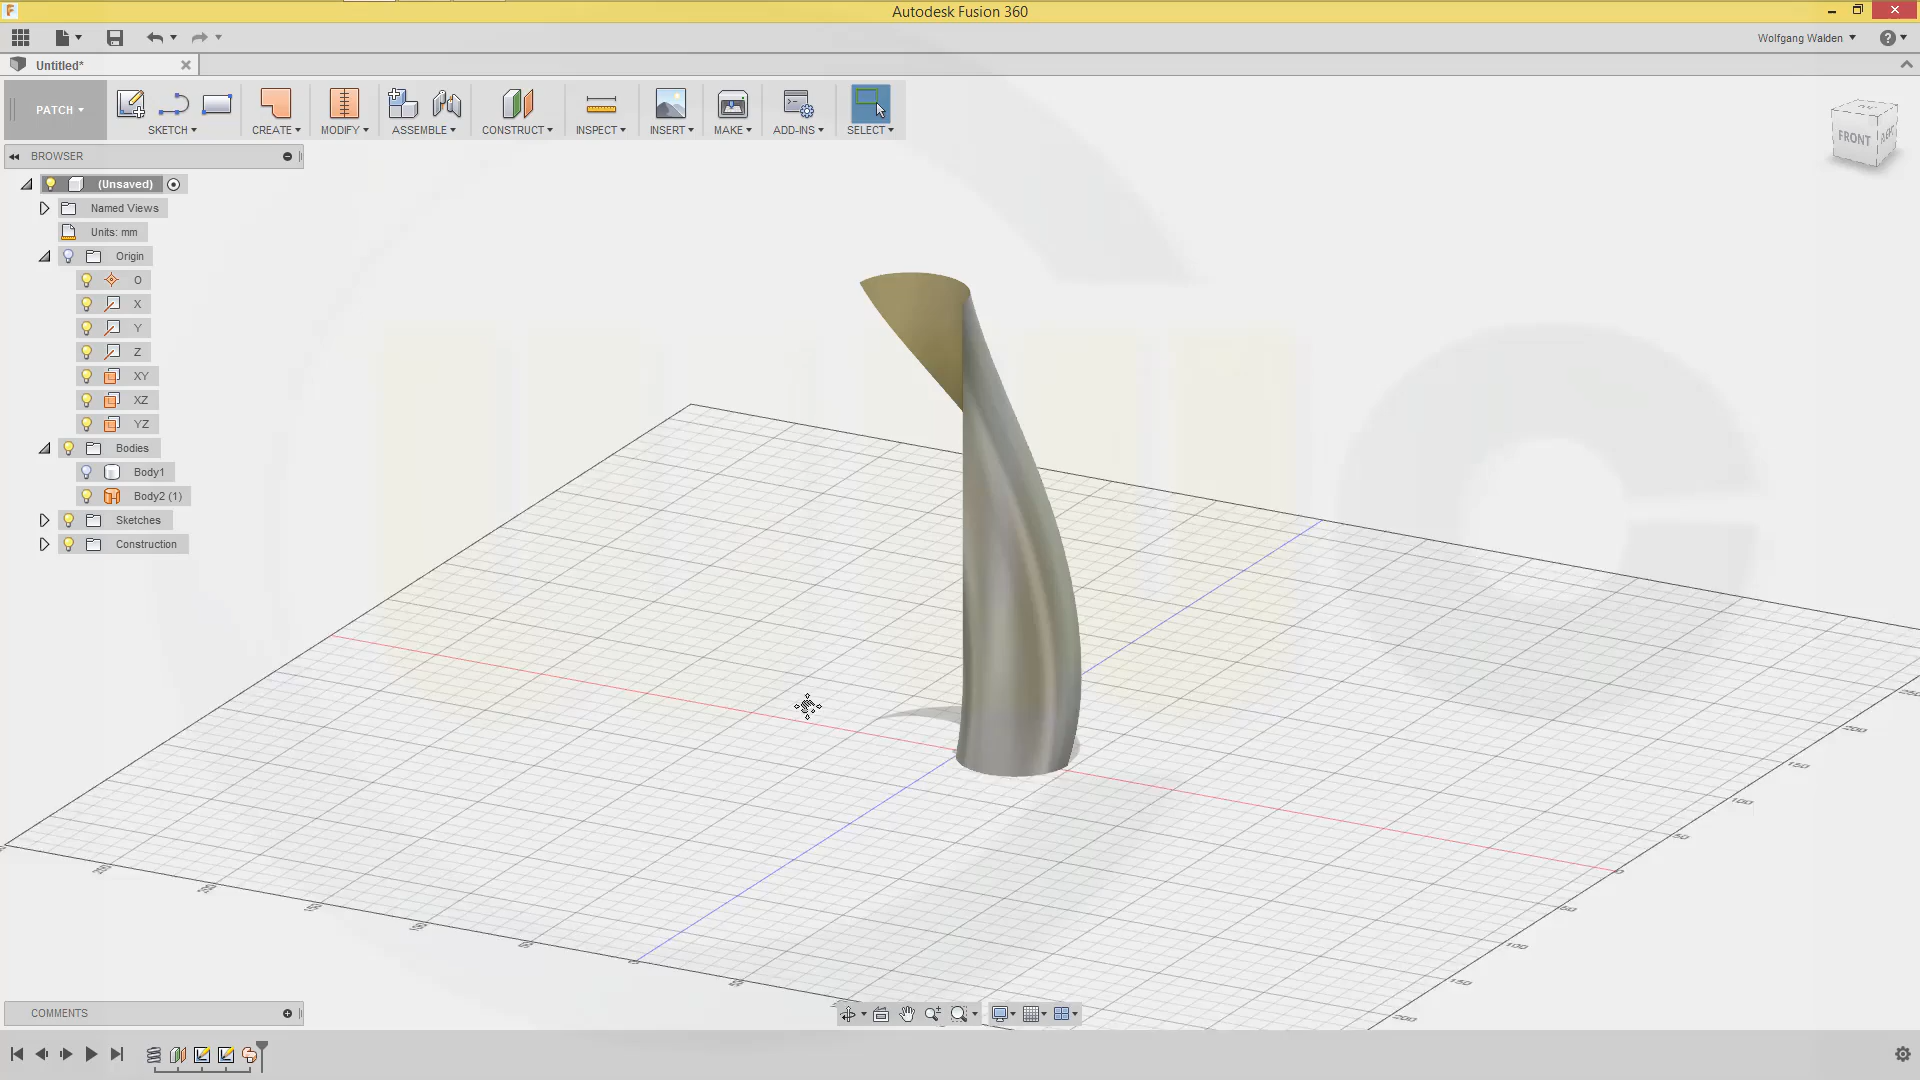 Autodesk Fusion 360
Wolfgang Walden
Untitled*
PATCH
SKETCH
CREATE
MODIFY
ASSEMBLE
CONSTRUCT
INSPECT
INSERT
MAKE
ADD-INS
SELECT
BROWSER
(Unsaved)
Named Views
Units: mm
Origin
O
X
Y
Z
XY
XZ
YZ
Bodies
Body1
Body2 (1)
Sketches
Construction
FRONT
COMMENTS